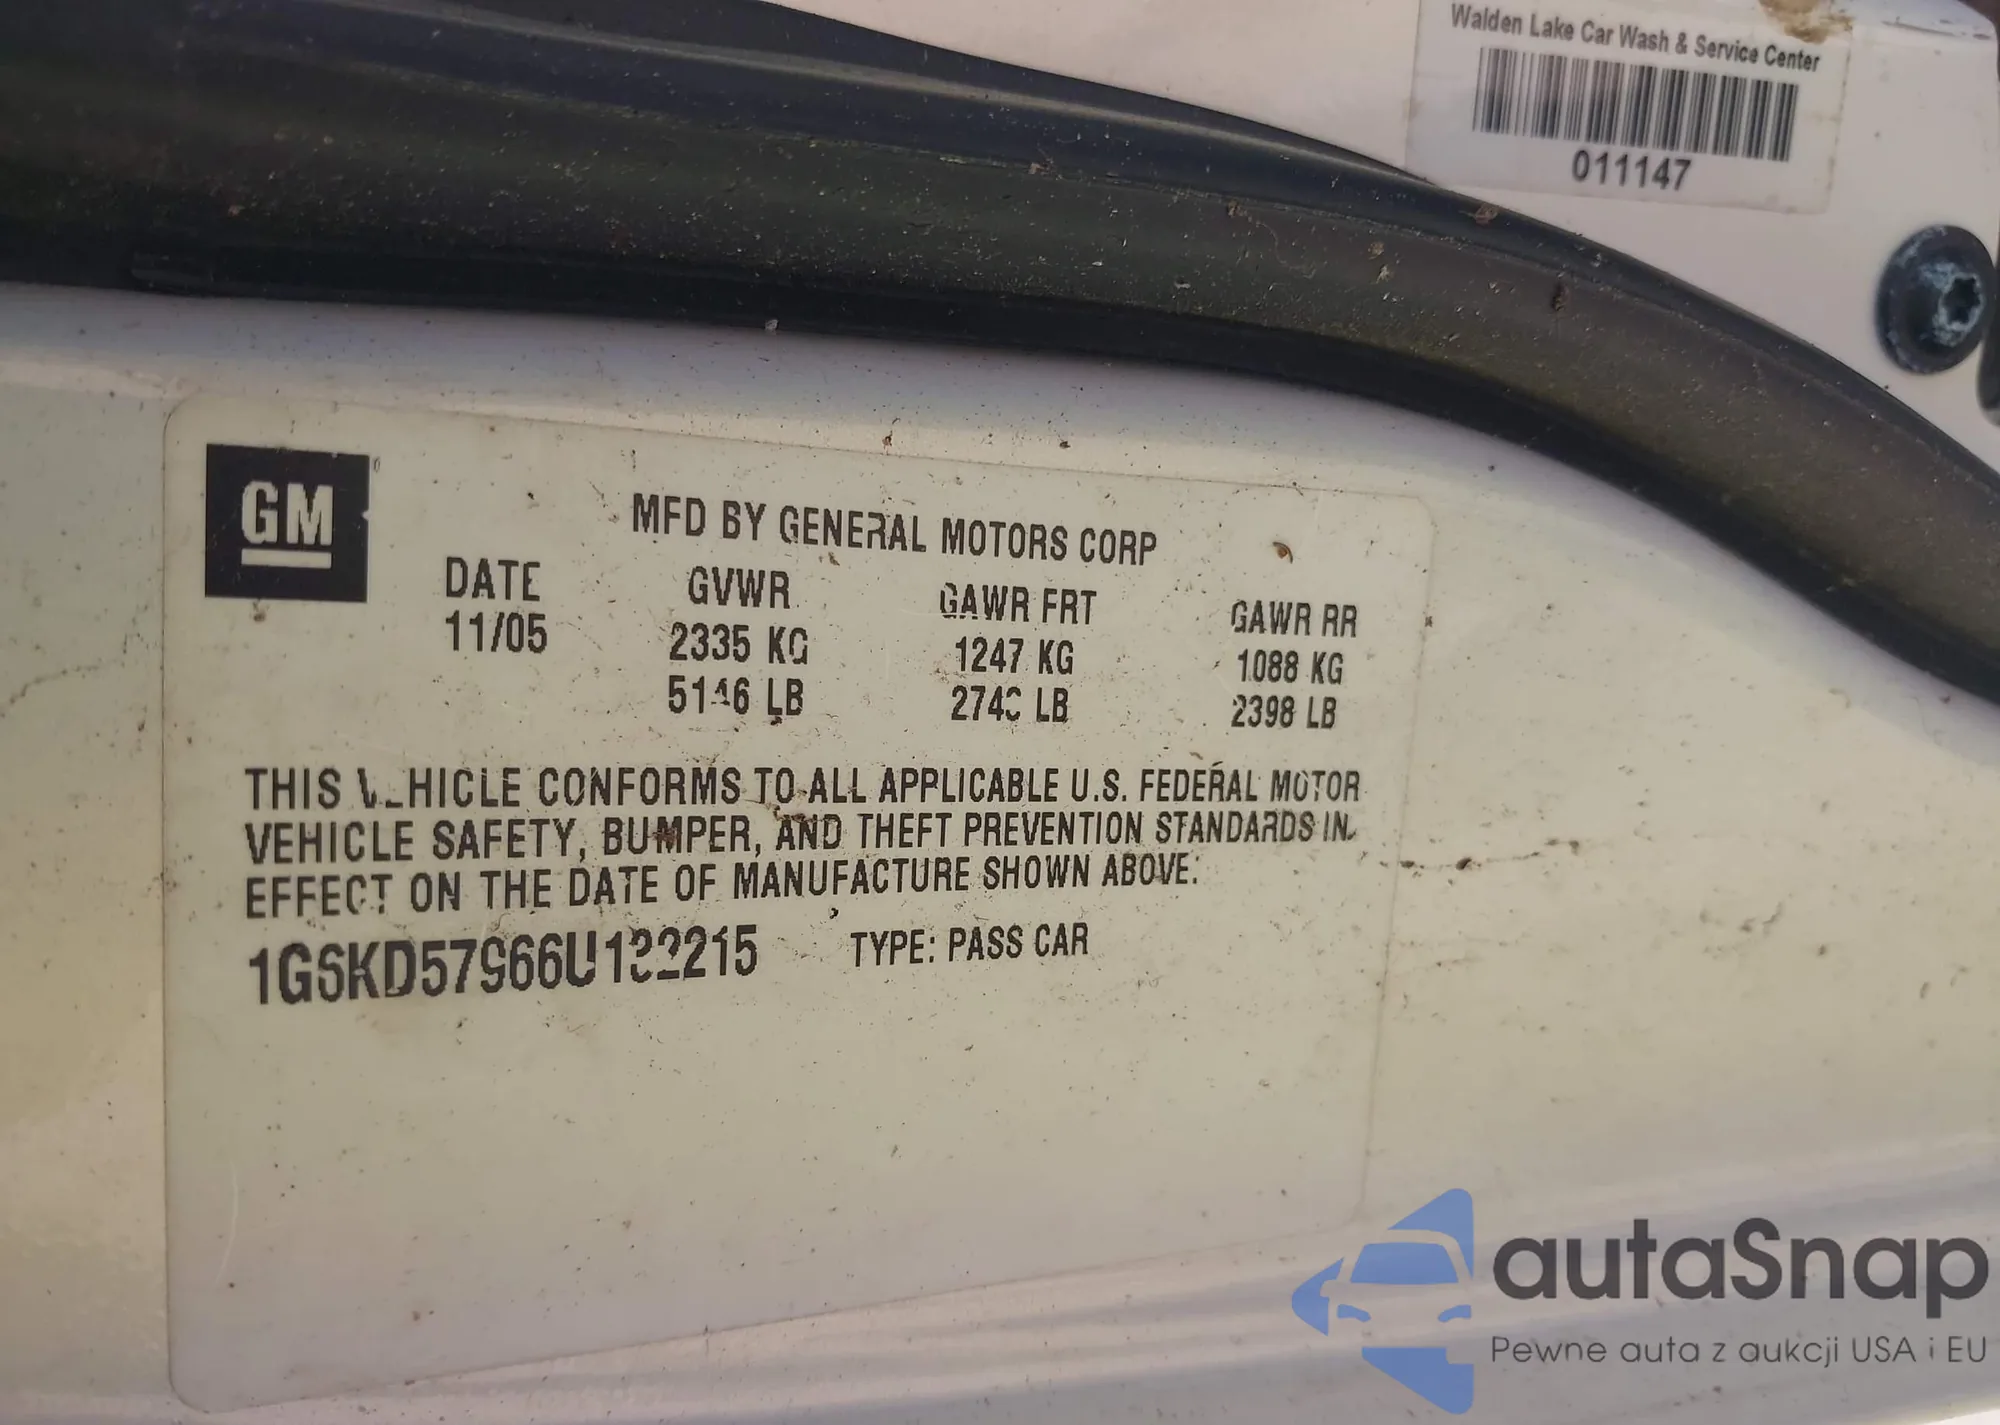 Walden Lake Car Wash & Service Center
011147
GM
MFD BY GENERAL MOTORS CORP
DATE GVWR GAWR FRT GAWR RR
11/05 2335 KG 1247 KG 1088 KG
5146 LB LB 2398 LB
THIS VEHICLE CONFORMS TO ALL APPLICABLE U.S. FEDERAL MOTOR
VEHICLE SAFETY, BUMPER, AND THEFT PREVENTION STANDARDS IN
EFFECT ON THE DATE OF MANUFACTURE SHOWN ABOVE:
TYPE: PASS CAR
autaSnap
Pewne auta z aukcji USA i EU